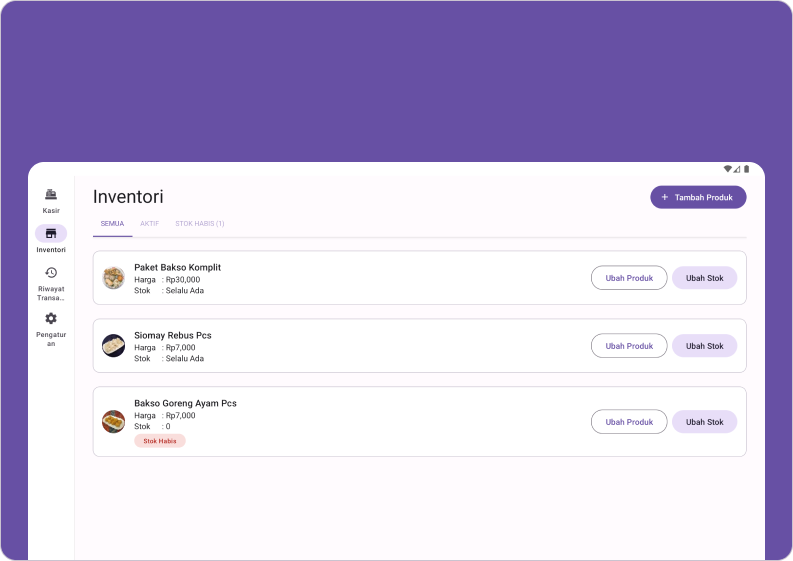 Kasir
Inventori
Riwayat
Transa...
Pengatur
an
Inventori
+ Tambah Produk
SEMUA
AKTIF
STOK HABIS (1)
Paket Bakso Komplit
Harga : Rp30,000
Stok : Selalu Ada
Ubah Produk
Ubah Stok
Siomay Rebus Pcs
Harga : Rp7,000
Stok : Selalu Ada
Ubah Produk
Ubah Stok
Bakso Goreng Ayam Pcs
Harga : Rp7,000
Stok : 0
Stok Habis
Ubah Produk
Ubah Stok